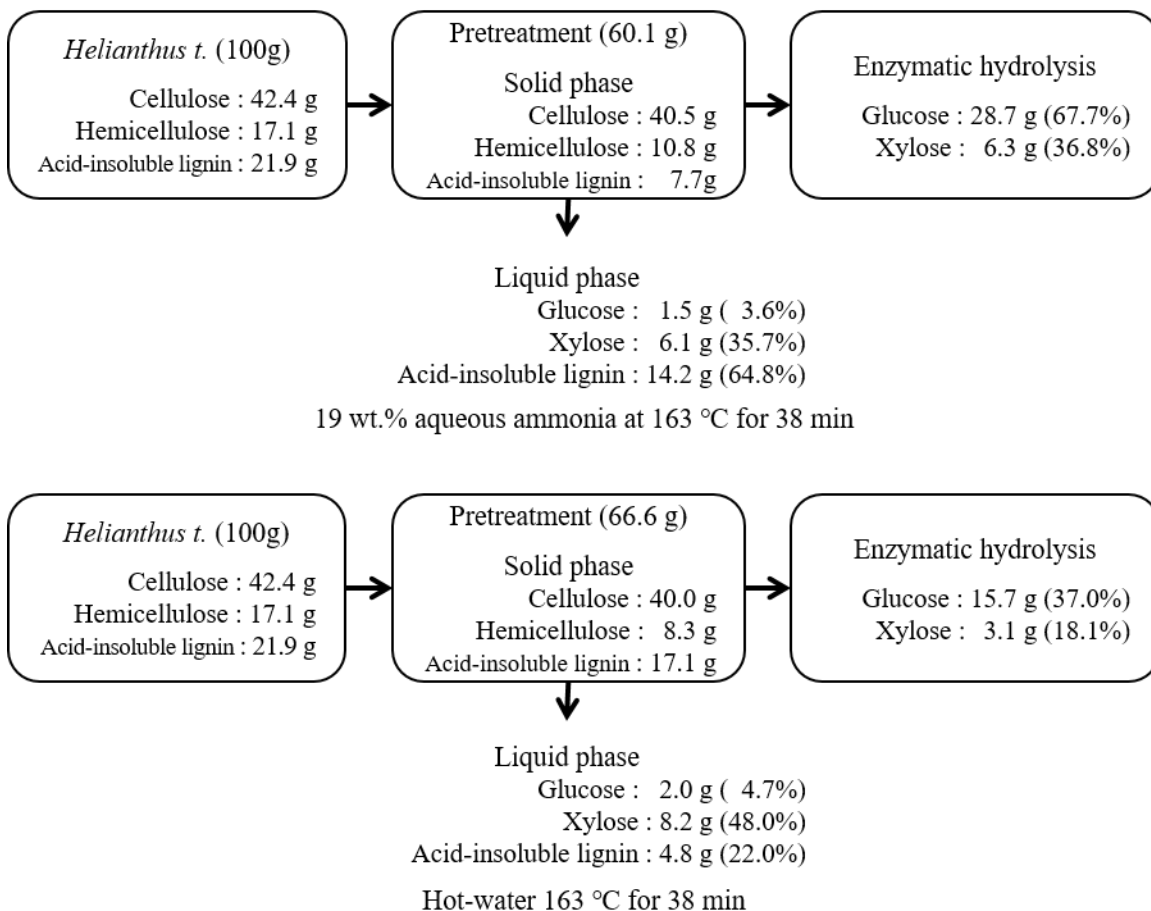 Helianthus t. (100g)
Cellulose : 42.4 g
Hemicellulose : 17.1 g
Acid-insoluble lignin : 21.9 g
Pretreatment (60.1 g)
Solid phase
Cellulose : 40.5 g
Hemicellulose : 10.8 g
Acid-insoluble lignin : 7.7g
Enzymatic hydrolysis
Glucose : 28.7 g (67.7%)
Xylose : 6.3 g (36.8%)
Liquid phase
Glucose : 1.5 g ( 3.6%)
Xylose : 6.1 g (35.7%)
Acid-insoluble lignin : 14.2 g (64.8%)
19 wt.% aqueous ammonia at 163 ℃ for 38 min
Helianthus t. (100g)
Cellulose : 42.4 g
Hemicellulose : 17.1 g
Acid-insoluble lignin : 21.9 g
Pretreatment (66.6 g)
Solid phase
Cellulose : 40.0 g
Hemicellulose : 8.3 g
Acid-insoluble lignin : 17.1 g
Enzymatic hydrolysis
Glucose : 15.7 g (37.0%)
Xylose : 3.1 g (18.1%)
Liquid phase
Glucose : 2.0 g ( 4.7%)
Xylose : 8.2 g (48.0%)
Acid-insoluble lignin : 4.8 g (22.0%)
Hot-water 163 ℃ for 38 min